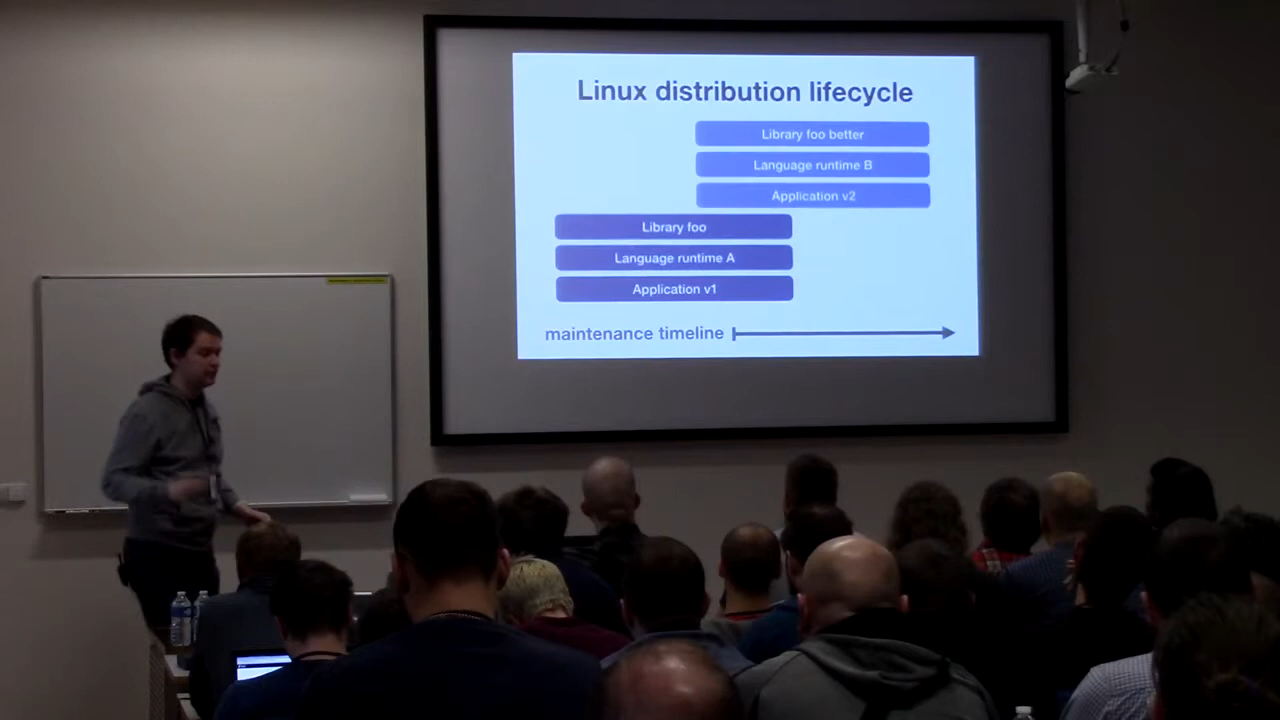 Linux distribution lifecycle
Library foo better
Language runtime B
Application v2
Library foo
Language runtime A
Application v1
maintenance timeline